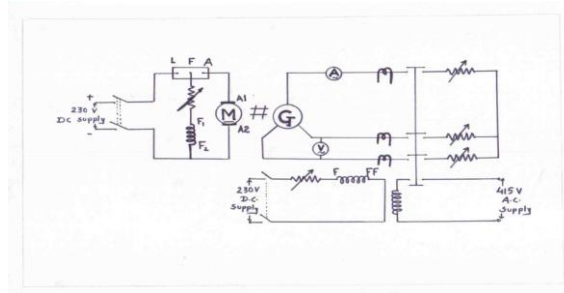 L F A
+
230 V
DC supply
-
F₁
F₂
A1
M
A2
#
G
A
V
F FF
230V
D.C.
Supply
415 V
A.C.
Supply